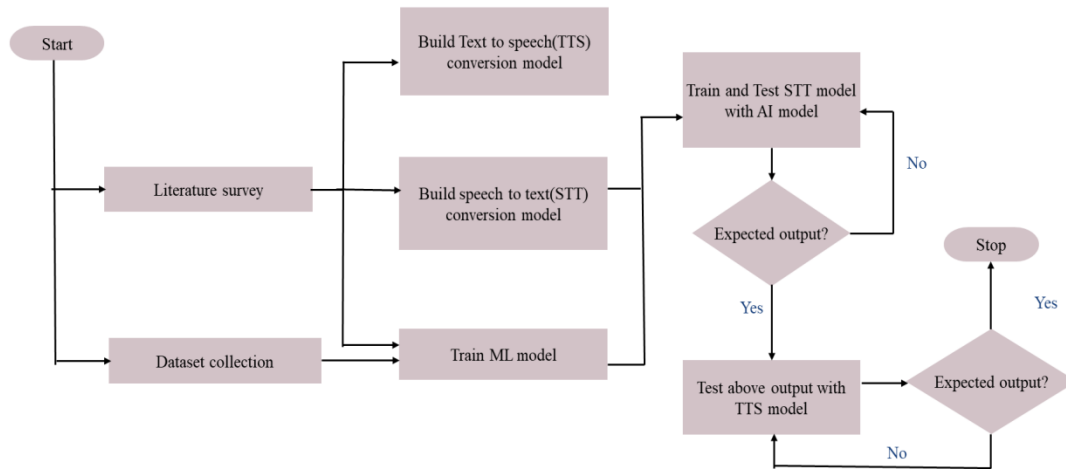 Start
Build Text to speech(TTS)
conversion model
Train and Test STT model
with AI model
No
Literature survey
Build speech to text(STT)
conversion model
Expected output?
Stop
Yes
Yes
Dataset collection
Train ML model
Test above output with
TTS model
Expected output?
No